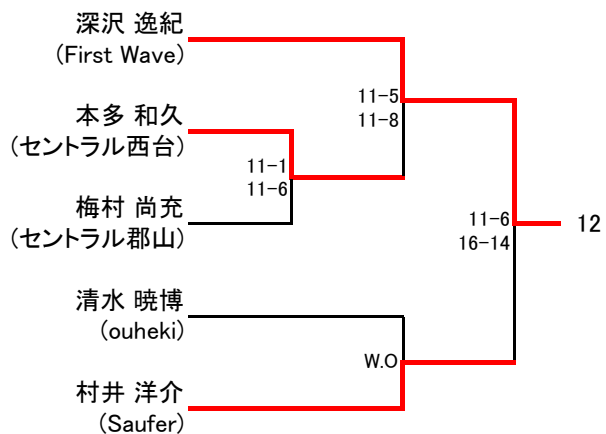 深沢 逸紀
(First Wave)
11-5
11-8
本多 和久
(セントラル西台)
11-1
11-6
梅村 尚充
(セントラル郡山)
11-6
16-14
12
清水 暁博
(ouheki)
W.O
村井 洋介
(Saufer)